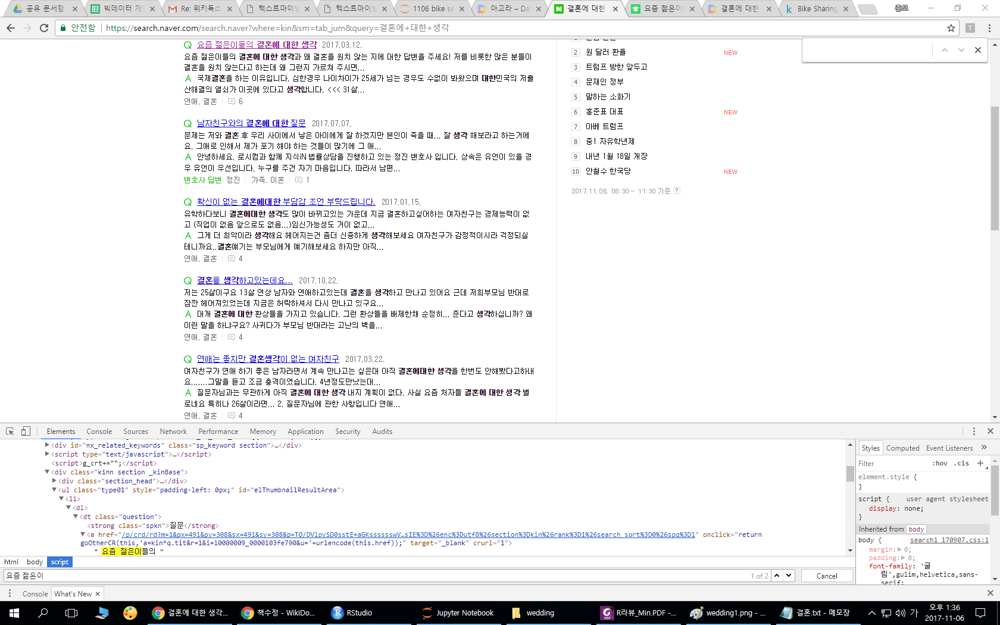 공유 문서함
빅데이터 개
Re: 위키독스
텍스트마이닝
텍스트마이닝
1106 bike se
아고라 – Da
결혼에 대한
요즘 젊은이들
결혼에 대한
Bike Sharing
종오
안전함
https://search.naver.com/search.naver?where=kin&sm=tab_jum&query=결혼에+대한+생각
Q 요즘 젊은이들의 결혼에 대한 생각 2017.03.12.
요즘 젊은이들의 결혼에 대한 생각과 왜 결혼을 원치 않는 지에 대한 답변을 주세요! 저를 비롯한 많은 분들이
결혼을 원치 않는다고 하는데 왜 그런지 가르쳐 주시면...
A 국제결혼을 하는 이유입니다. 심한경우 나이차이가 25세가 넘는 경우도 수없이 봐왔으며 대한민국의 저출
산해결의 열쇠가 이곳에 있다고 생각합니다. <<< 31살...
연애, 결혼 6
Q 남자친구와의 결혼에 대한 질문 2017.07.07.
문제는 저와 결혼 후 우리 사이에서 낳은 아이에게 잘 하겠지만 본인이 죽을 때... 잘 생각 해보라고 하는거에
요. 그애로 인해서 제가 포기 해야 하는 것들이 많기에 그 애...
A 안녕하세요. 로시컴과 함께 지식iN 법률상담을 진행하고 있는 정진 변호사 입니다. 상속은 유언이 있을 경
우 유언이 우선입니다. 누구를 주건 자기 마음입니다. 따라서 남편...
변호사 답변 정진 가족, 이혼 1
Q 확신이 없는 결혼에대한 부담감 조언 부탁드립니다. 2017.01.15.
유학하다보니 결혼에대한 생각도 많이 바뀌고있는 가운데 지금 결혼하고싶어하는 여자친구는 경제능력이 없
고 (직업이 없음 앞으로도 없음...)임신가능성도 거이 없고...
A 그게 더 최악이라 생각해요 헤어지는건 좀더 신중하게 생각해보세요 여자친구가 감정적이시라 걱정되실
테니까요..결혼얘기는 부모님에게 얘기해보세요 하지만 아직...
연애, 결혼 4
Q 결혼을 생각하고있는데요... 2017.10.22.
저는 25살이구요 13살 연상 남자와 연애하고있는데 결혼을 생각하고 만나고 있어요 근데 저희부모님 반대로
잠깐 헤어져있었는데 지금은 허락하셔서 다시 만나고 있구요...
A 대개 결혼에 대한 환상들을 가지고 있습니다. 그런 환상들을 배제한채 순정히... 준다고 생각하십니까? 왜
이런 말을 하냐구요? 사귀다가 부모님 반대라는 고난의 벽을...
연애, 결혼 4
Q 연애는 좋지만 결혼생각이 없는 여자친구 2017.03.22.
여자친구가 연애 하기 좋은 남자라면서 계속 만나고는 싶은대 아직 결혼에대한 생각을 한번도 안해봤다고하내
요.......그말을 듣고 조금 충격이였습니다. 4년정도만났는대...
A 질문자님과는 무관하게 아직 결혼에 대한 생각 내지 계획이 없다. 사실 요즘 처자들 결혼에 대한 생각 별
로네요 특히나 26살이라면... 2. 질문자님에 관한 사항입니다 연애...
연애, 결혼 4
2 원 달러 환율 NEW
3 트럼프 방한 앞두고
4 문재인 정부
5 말하는 소화기
6 홍준표 대표 NEW
7 아베 트럼프
8 중1 자유학년제
9 내년 1월 18일 개장
10 안철수 한국당 NEW
2017.11.06. 08:30 ~ 11:30 기준 ?
Elements Console Sources Network Performance Memory Application Security Audits
<div id="nx_related_keywords" class="sp_keyword section">…</div>
<script type="text/javascript">…</script>
<script>g_crt+="";</script>
<div class="kinn section _kinBase">
<div class="section_head">…</div>
<ul class="type01" style="padding-left: 0px;" id="elThumbnailResultArea">
<li>
<dl>
<dt class="question">
<strong class="spkn">질문</strong>
<a href="/p/crd/rd?m=1&px=491&py=308&sx=491&sy=308&p=TO/DVlpySD0sstE+aGKsssssswV…sIE%3D%26enc%3Dutf8%26section%3Dkin%26rank%3D1%26search_sort%3D0%26spq%3D1" onclick="return
goOtherCR(this,'a=kin*q.tit&r=1&i=10000009_0000103fe790&u='+urlencode(this.href));" target="_blank" crurl="1">
" 요즘 젊은이들의 "
html body script
요즘 젊은이 1 of 2 Cancel
Styles Computed Event Listeners »
Filter :hov .cls +
element.style {
}
script { user agent stylesheet
display: none;
}
Inherited from body
body { search1_170907.css:1
margin: 0;
padding: 0;
font-family: '굴
림',gulim,helvetica,sans-
serif;
Console What's New
결혼에 대한 생각...
책수정 - WikiDo...
RStudio
Jupyter Notebook
wedding
R라뷰_Min.PDF -...
wedding1.png - ...
결혼.txt - 메모장
가
오후 1:36
2017-11-06